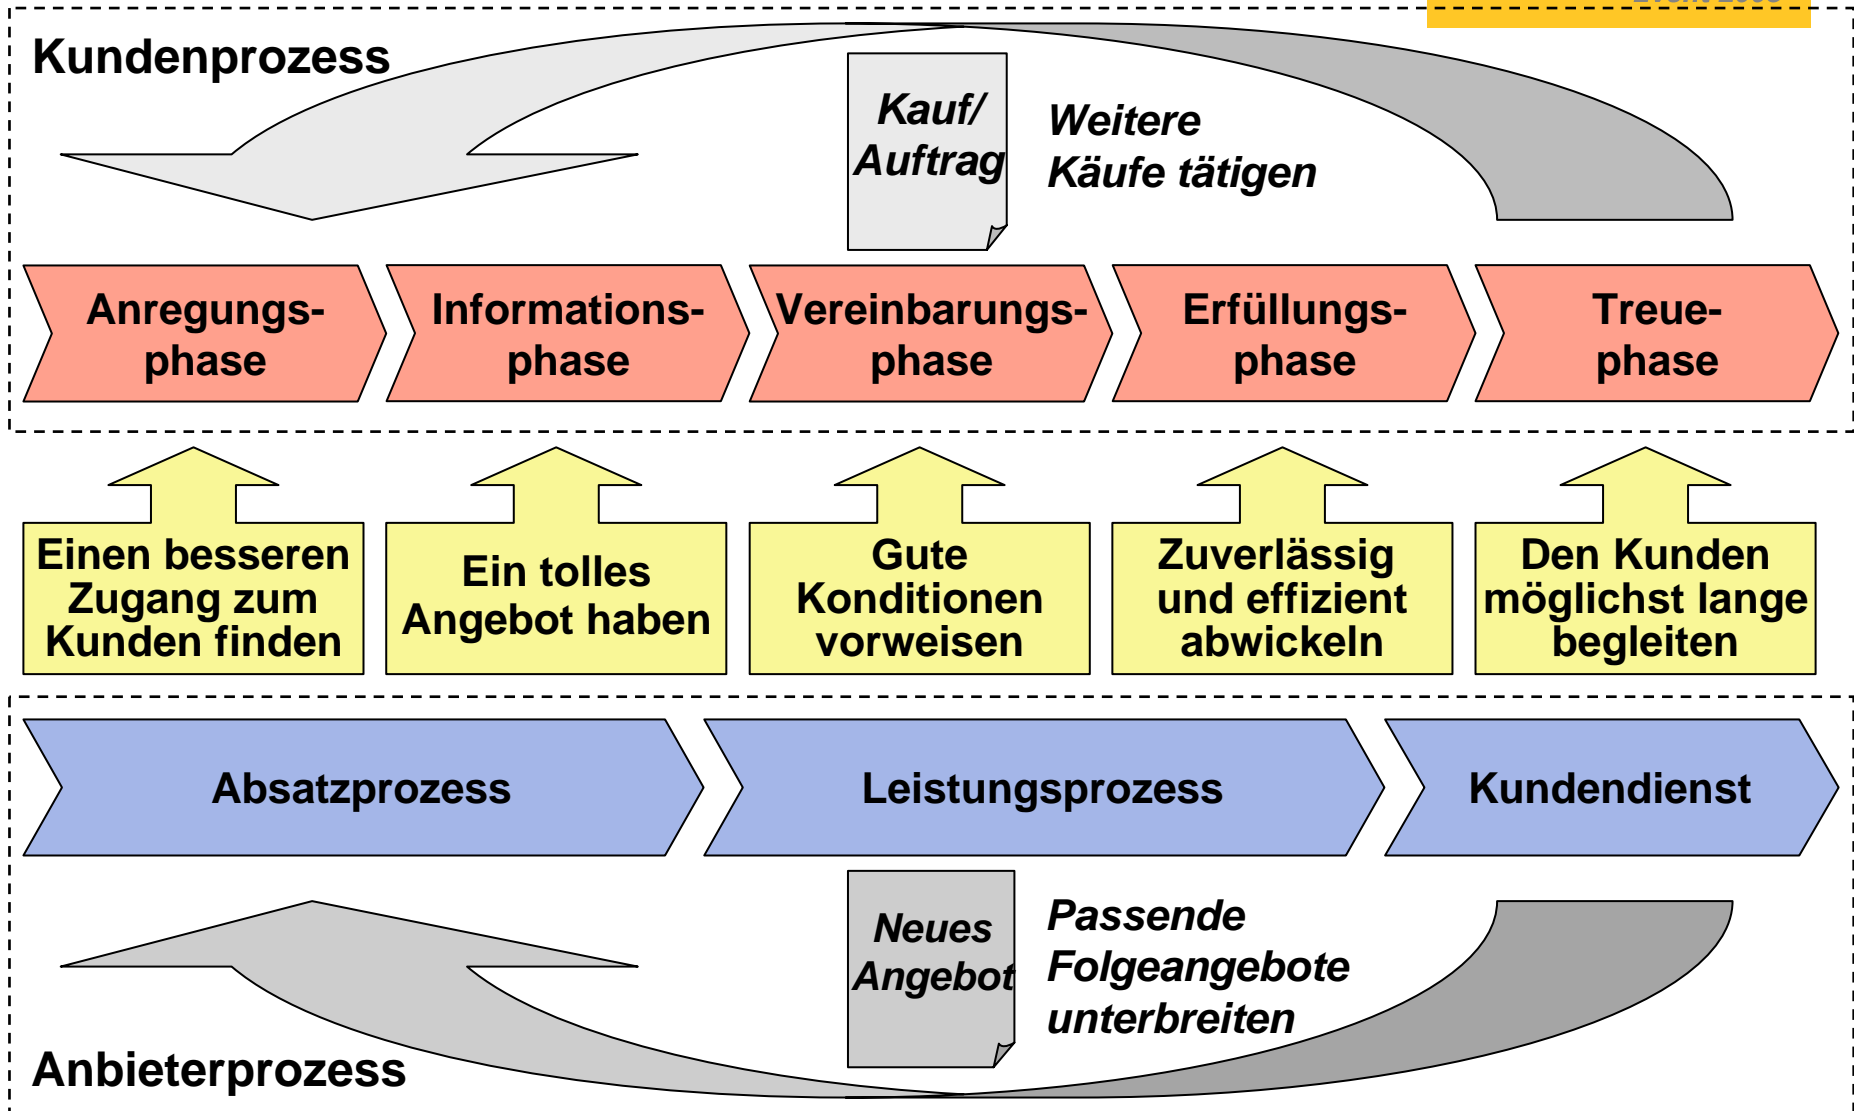 Kundenprozess
Kauf/
Auftrag
Weitere
Käufe tätigen
Anregungs-
phase
Informations-
phase
Vereinbarungs-
phase
Erfüllungs-
phase
Treue-
phase
Einen besseren
Zugang zum
Kunden finden
Ein tolles
Angebot haben
Gute
Konditionen
vorweisen
Zuverlässig
und effizient
abwickeln
Den Kunden
möglichst lange
begleiten
Absatzprozess
Leistungsprozess
Kundendienst
Neues
Angebot
Passende
Folgeangebote
unterbreiten
Anbieterprozess